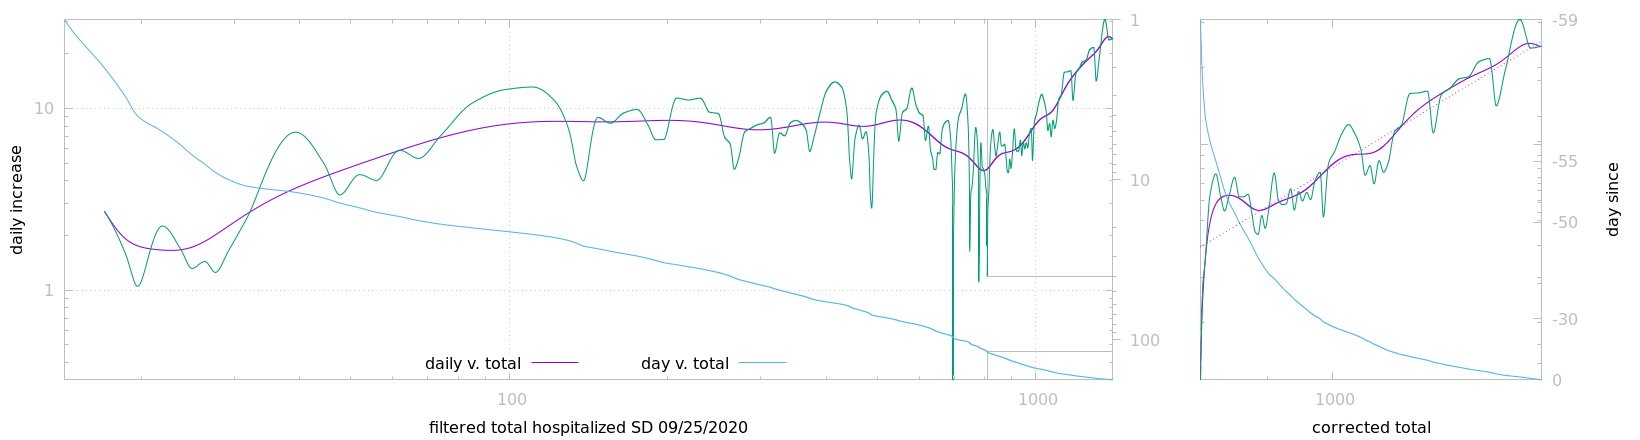 daily increase
10
1
daily v. total
day v. total
100
1000
filtered total hospitalized SD 09/25/2020
1
10
100
1000
corrected total
-59
-55
-50
-30
0
day since